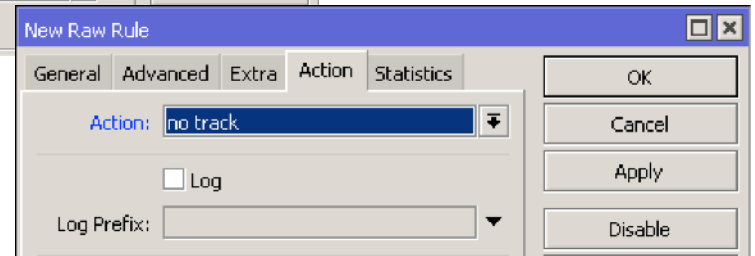 New Raw Rule
General Advanced Extra Action Statistics
OK
Action: no track
Cancel
Log
Apply
Log Prefix:
Disable